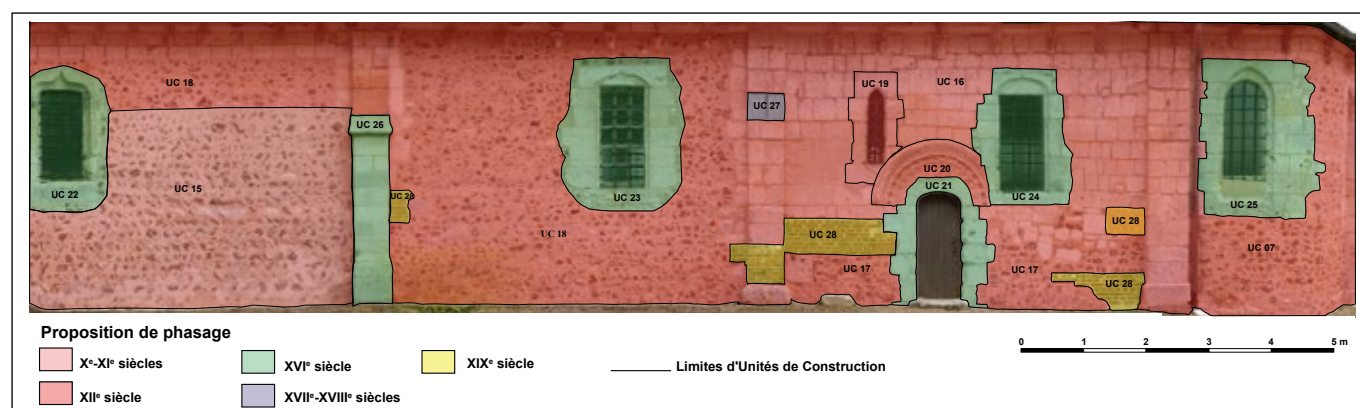 UC 18
UC 15
UC 22
UC 26
UC 28
UC 18
UC 23
UC 27
UC 19
UC 16
UC 20
UC 21
UC 24
UC 28
UC 17
UC 17
UC 28
UC 28
UC 25
UC 07
Proposition de phasage
Xe-XIe siècles
XIIe siècle
XVIe siècle
XVIIe-XVIIIe siècles
XIXe siècle
Limites d'Unités de Construction
0 1 2 3 4 5 m